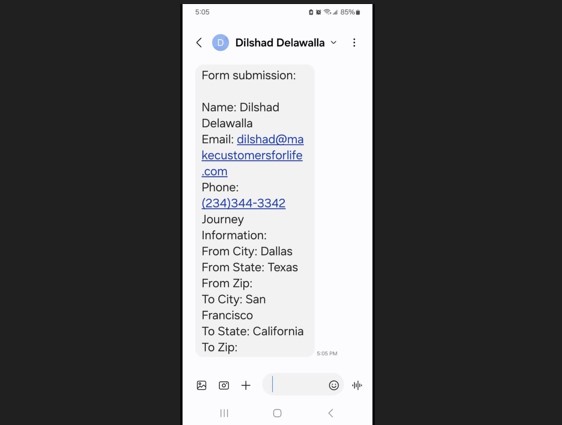 5:05
85%
D Dilshad Delawalla
Form submission:
Name: Dilshad
Delawalla
Email: dilshad@ma
kecustomersforlife
.com
Phone:
(234)344-3342
Journey
Information:
From City: Dallas
From State: Texas
From Zip:
To City: San
Francisco
To State: California
To Zip:
5:05 PM